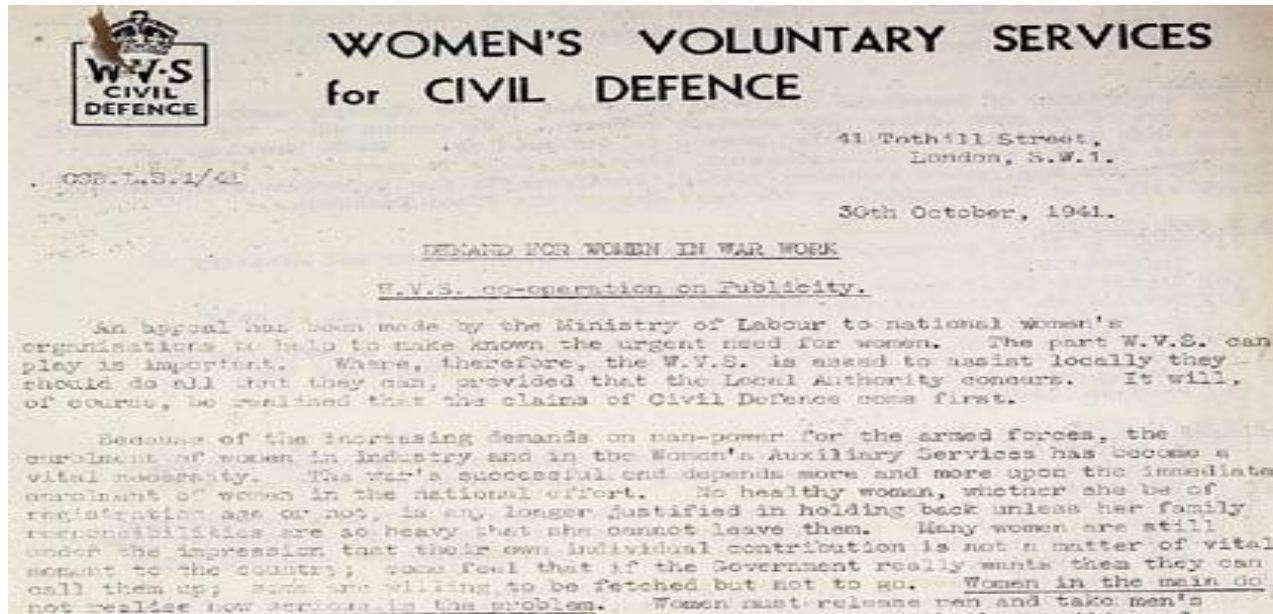 W·V·S
CIVIL
DEFENCE
WOMEN'S VOLUNTARY SERVICES
for CIVIL DEFENCE
41 Tothill Street,
London, S.W.1.
30th October, 1941.
DEMAND FOR WOMEN IN WAR WORK
W.V.S. co-operation on Publicity.
An appeal has been made by the Ministry of Labour to national women's
organisations to help to make known the urgent need for women. The part W.V.S. can
play is important. Where, therefore, the W.V.S. is asked to assist locally they
should do all that they can, provided that the Local Authority concurs. It will,
of course, be realised that the claims of Civil Defence come first.
Because of the increasing demands on man-power for the armed forces, the
enrolment of women in industry and in the Women's Auxiliary Services has become a
vital necessity. The war's successful end depends more and more upon the immediate
enrolment of women in the national effort. No healthy woman, whether she be of
registration age or not, is any longer justified in holding back unless her family
responsibilities are so heavy that she cannot leave them. Many women are still
under the impression that their own individual contribution is not a matter of vital
moment to the country; some feel that if the Government really wants them they can
call them up; some are willing to be fetched but not to go. Women in the main do
not realise how serious is the problem. Women must release men and take men's